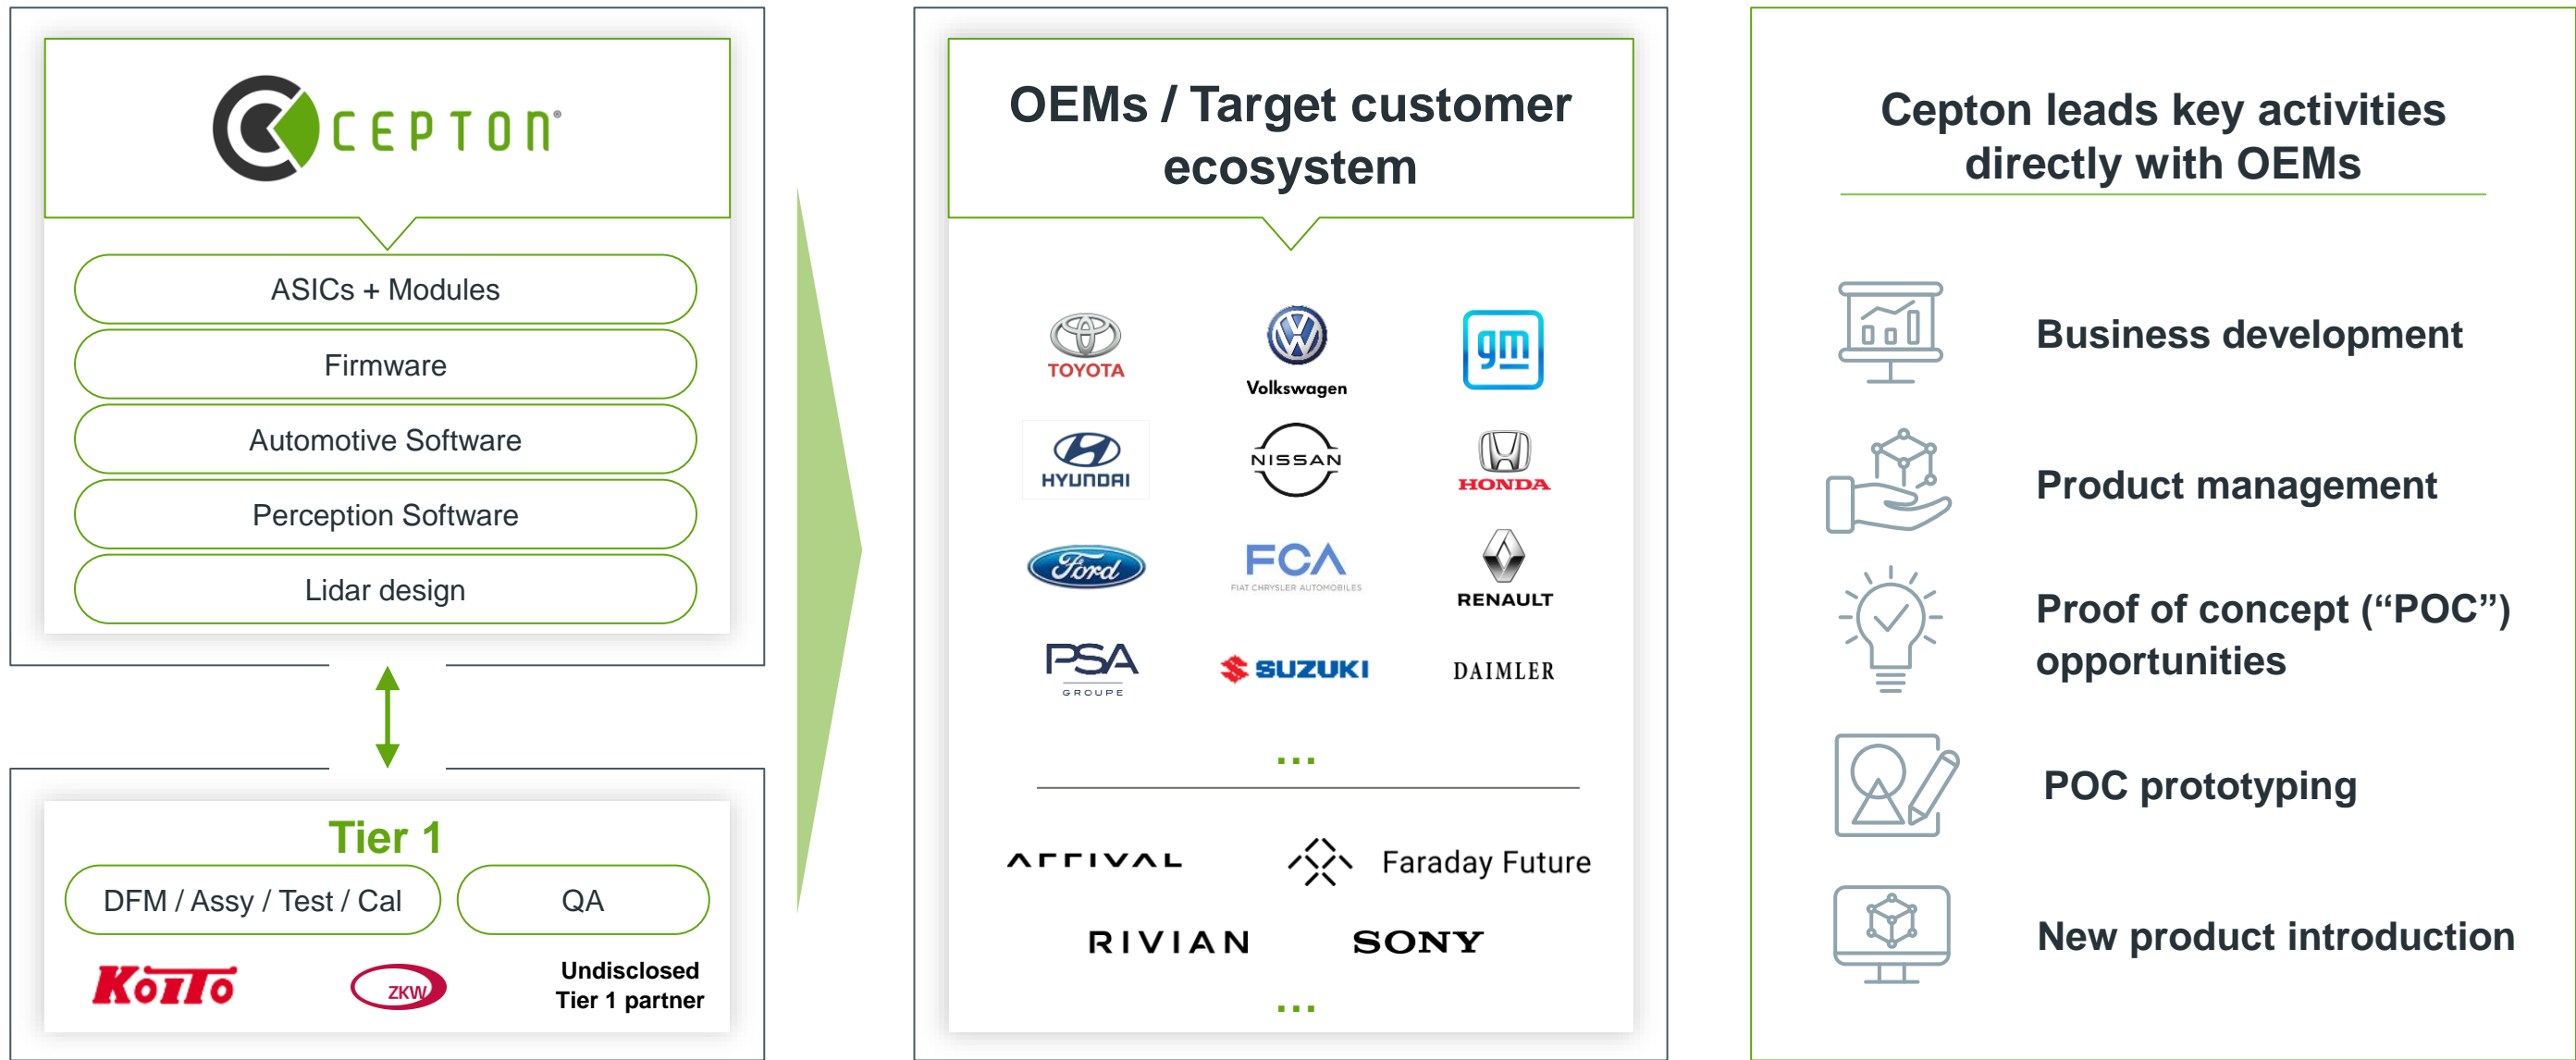 CEPTON®
ASICs + Modules
Firmware
Automotive Software
Perception Software
Lidar design
Tier 1
DFM / Assy / Test / Cal
QA
KOITO
ZKW
Undisclosed
Tier 1 partner
OEMs / Target customer
ecosystem
TOYOTA
Volkswagen
gm
HYUNDAI
NISSAN
HONDA
Ford
FCA
FIAT CHRYSLER AUTOMOBILES
RENAULT
PSA
GROUPE
SUZUKI
DAIMLER
...
ARRIVAL
Faraday Future
RIVIAN
SONY
...
Cepton leads key activities
directly with OEMs
Business development
Product management
Proof of concept (“POC”)
opportunities
POC prototyping
New product introduction